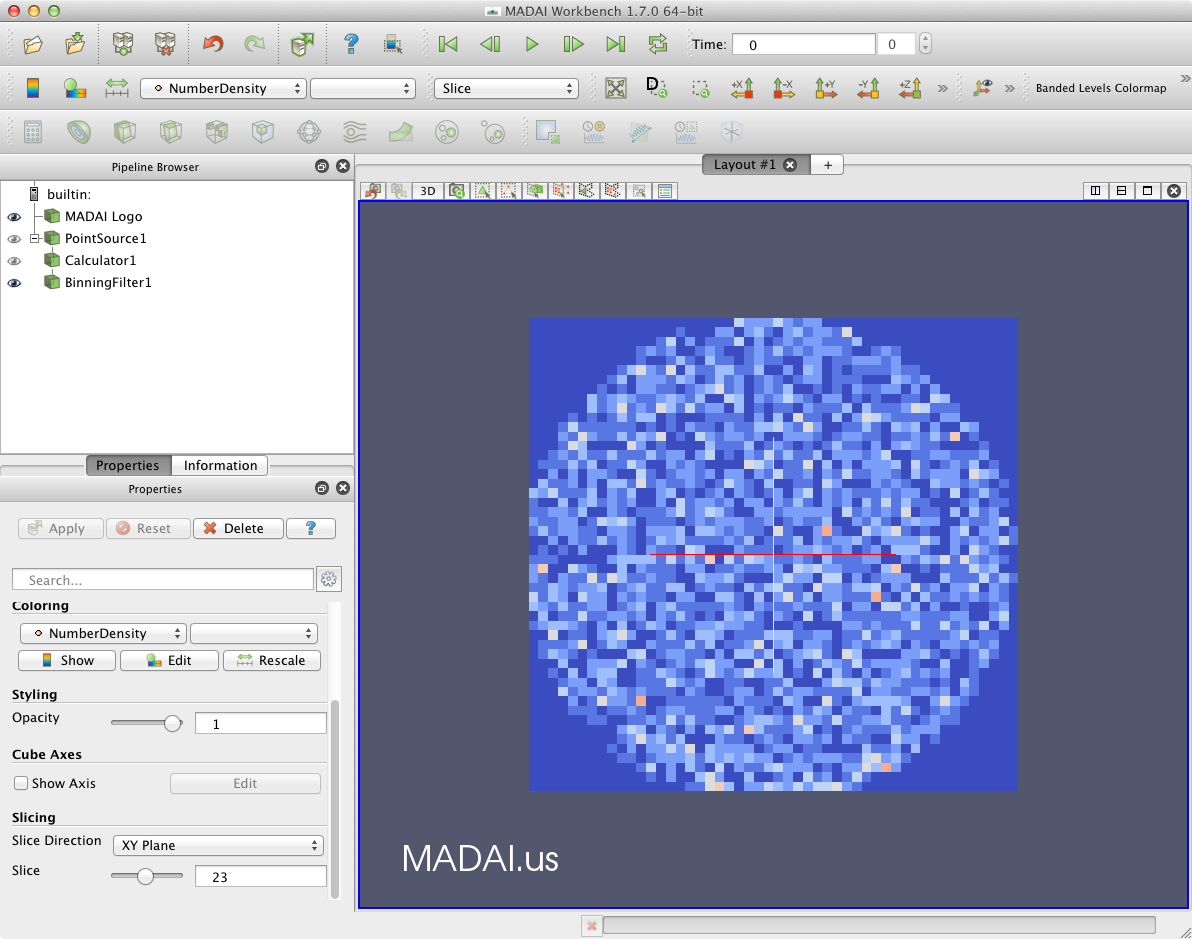 MADAI Workbench 1.7.0 64-bit
Time: 0 0
NumberDensity Slice D +X -X +Y -Y +Z » » Banded Levels Colormap »
Pipeline Browser Layout #1 +
3D
builtin:
MADAI Logo
PointSource1
Calculator1
BinningFilter1
Properties Information
Properties
Apply Reset Delete ?
Search...
Coloring
NumberDensity
Show Edit Rescale
Styling
Opacity 1
Cube Axes
Show Axis Edit
Slicing
Slice Direction XY Plane
Slice 23
MADAI.us